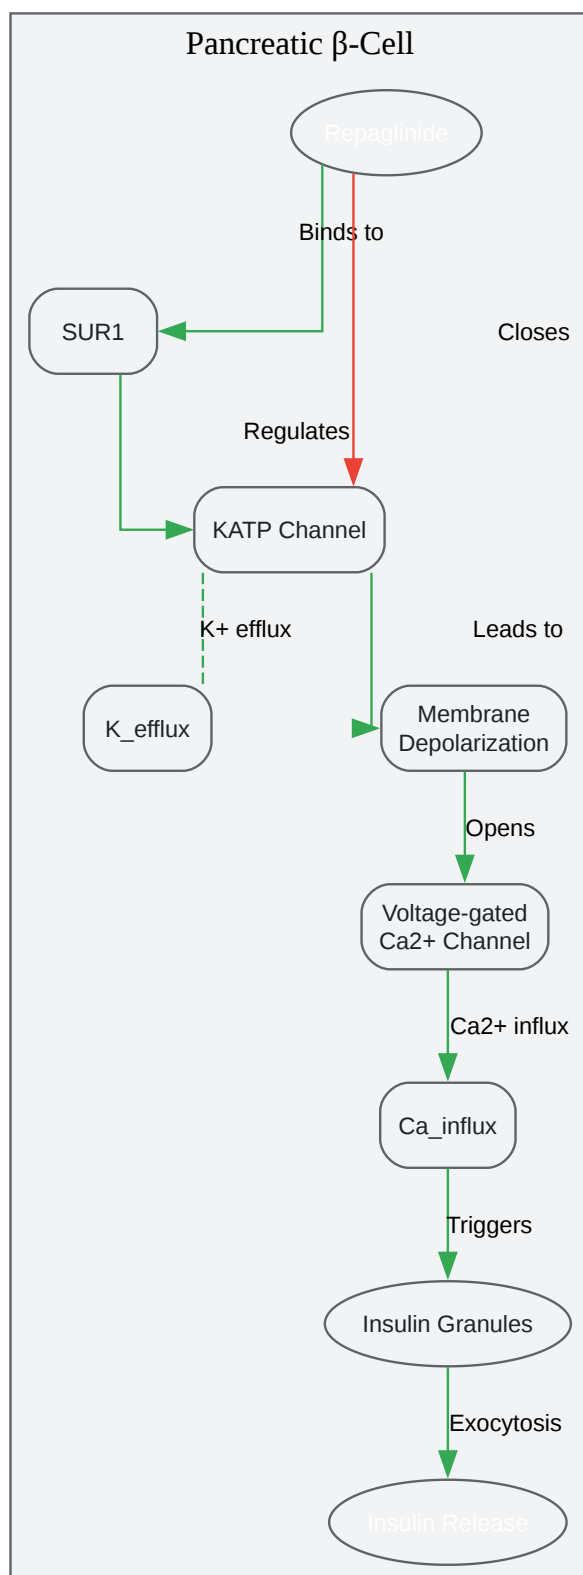 Pancreatic β-Cell
Repaglinide
Binds to
SUR1
Closes
Regulates
KATP Channel
K+ efflux
Leads to
K_efflux
Membrane
Depolarization
Opens
Voltage-gated
Ca2+ Channel
Ca2+ influx
Ca_influx
Triggers
Insulin Granules
Exocytosis
Insulin Release